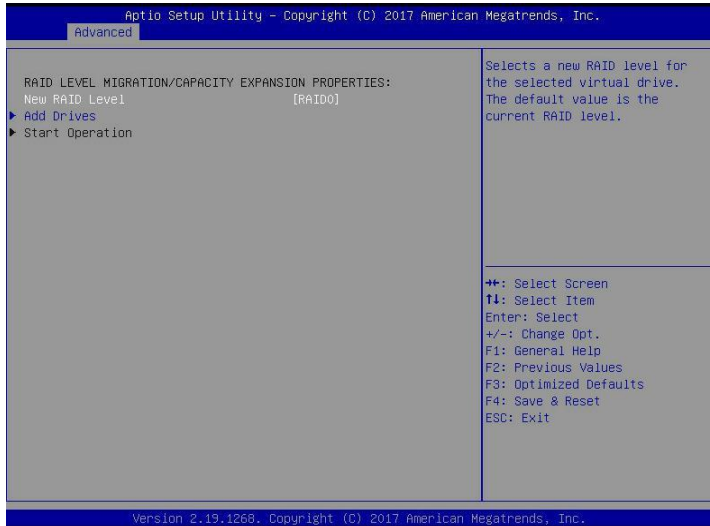 Aptio Setup Utility – Copyright (C) 2017 American Megatrends, Inc.
Advanced
RAID LEVEL MIGRATION/CAPACITY EXPANSION PROPERTIES:
New RAID Level [RAID0]
▶ Add Drives
▶ Start Operation
Selects a new RAID level for
the selected virtual drive.
The default value is the
current RAID level.
→←: Select Screen
↑↓: Select Item
Enter: Select
+/-: Change Opt.
F1: General Help
F2: Previous Values
F3: Optimized Defaults
F4: Save & Reset
ESC: Exit
Version 2.19.1268. Copyright (C) 2017 American Megatrends, Inc.